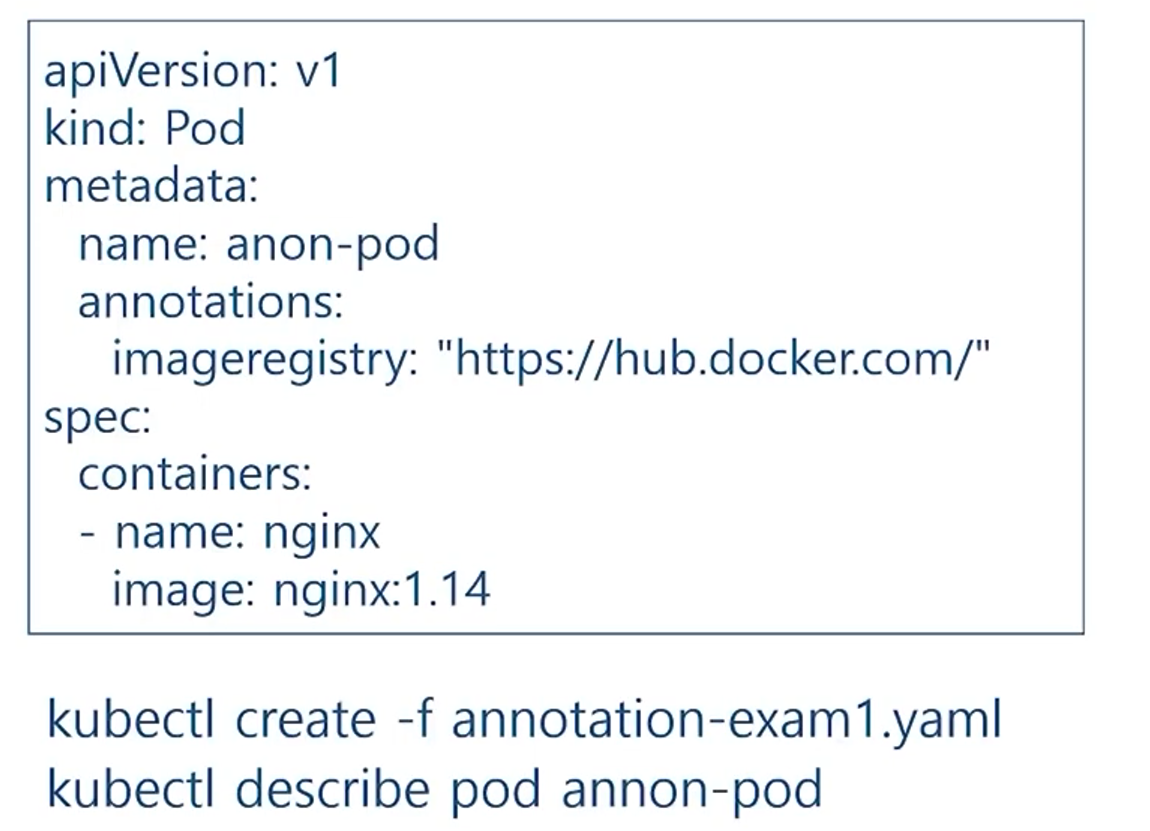 apiVersion: v1
kind: Pod
metadata:
  name: anon-pod
  annotations:
    imageregistry: "https://hub.docker.com/"
spec:
  containers:
  - name: nginx
    image: nginx:1.14
kubectl create -f annotation-exam1.yaml
kubectl describe pod annon-pod